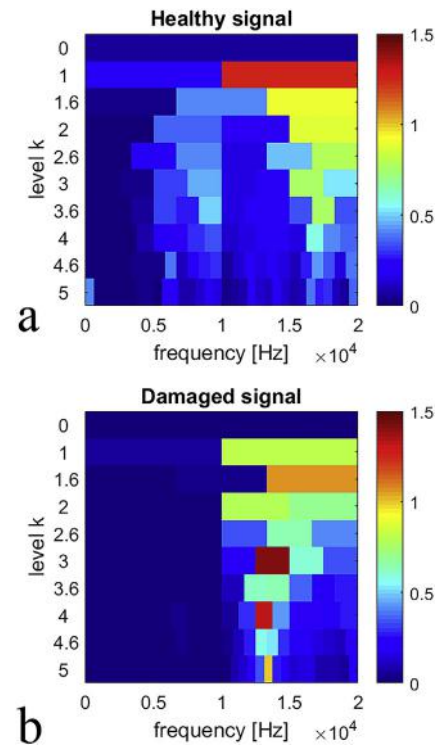 Healthy signal
0
1
1.6
2
2.6
3
3.6
4
4.6
5
level k
0 0.5 1 1.5 2
frequency [Hz] ×10⁴
1.5
1
0.5
0
a
Damaged signal
0
1
1.6
2
2.6
3
3.6
4
4.6
5
level k
0 0.5 1 1.5 2
frequency [Hz] ×10⁴
1.5
1
0.5
0
b